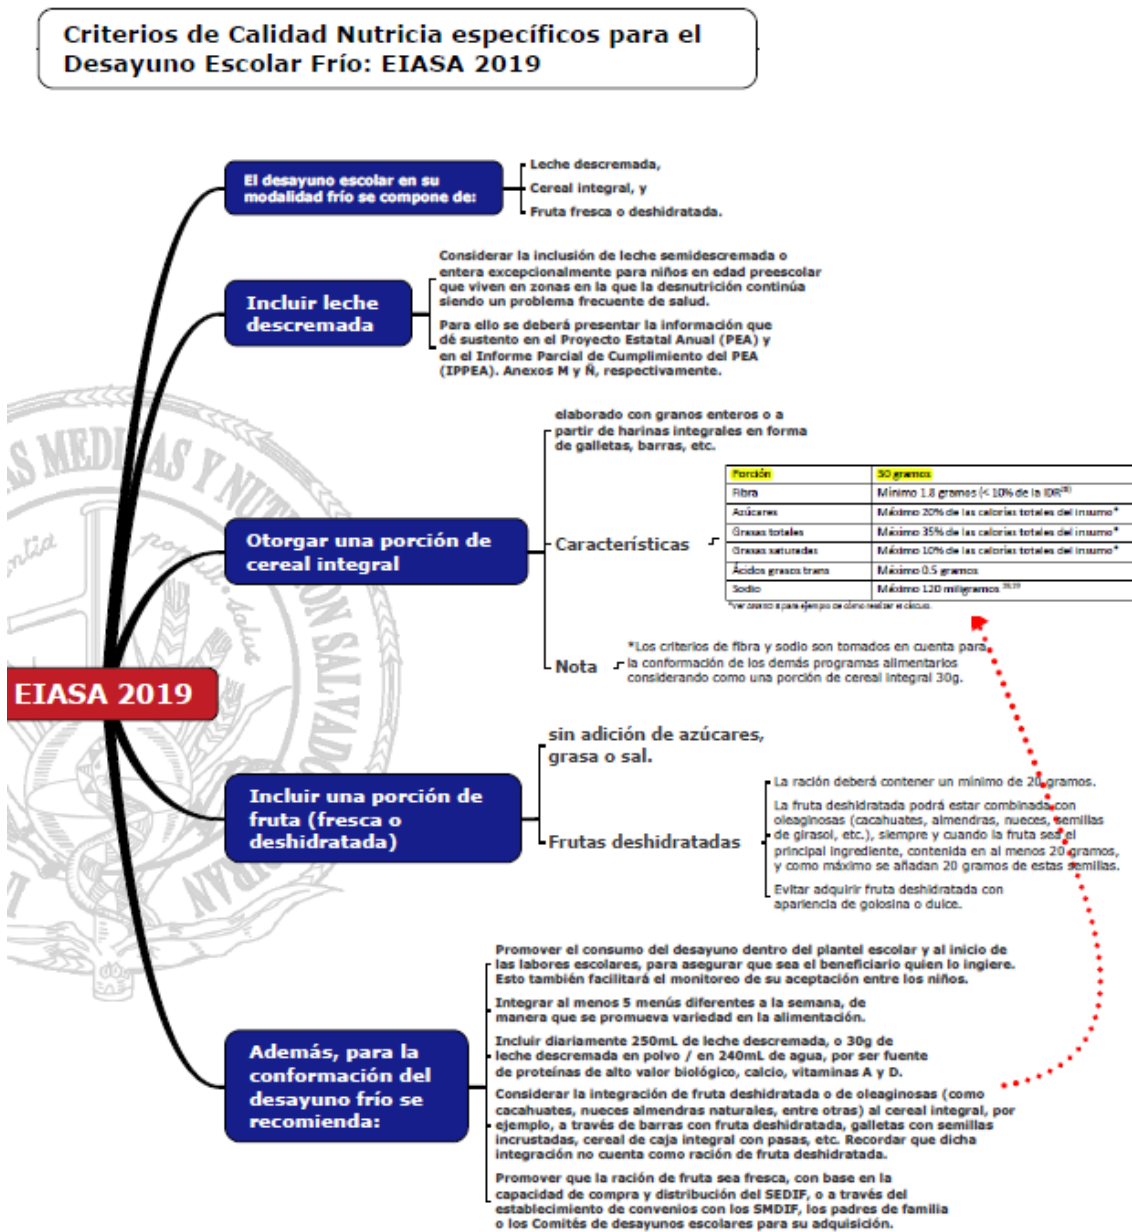 Criterios de Calidad Nutricia específicos para el
Desayuno Escolar Frío: EIASA 2019
EIASA 2019
El desayuno escolar en su
modalidad frío se compone de:
Leche descremada,
Cereal integral, y
Fruta fresca o deshidratada.
Incluir leche
descremada
Considerar la inclusión de leche semidescremada o
entera excepcionalmente para niños en edad preescolar
que viven en zonas en la que la desnutrición continúa
siendo un problema frecuente de salud.
Para ello se deberá presentar la información que
dé sustento en el Proyecto Estatal Anual (PEA) y
en el Informe Parcial de Cumplimiento del PEA
(IPPEA). Anexos M y Ñ, respectivamente.
Otorgar una porción de
cereal integral
elaborado con granos enteros o a
partir de harinas integrales en forma
de galletas, barras, etc.
Características
Porción 30 gramos
Fibra Mínimo 1.8 gramos (< 10% de la IDR
Azúcares Máximo 20% de las calorías totales del insumo*
Grasas totales Máximo 35% de las calorías totales del insumo*
Grasas saturadas Máximo 10% de las calorías totales del insumo*
Ácidos grasos trans Máximo 0.5 gramos
Sodio Máximo 120 miligramos
para ejemplo de cómo realizar el cálculo.
Nota
*Los criterios de fibra y sodio son tomados en cuenta para
la conformación de los demás programas alimentarios
considerando como una porción de cereal integral 30g.
Incluir una porción de
fruta (fresca o
deshidratada)
sin adición de azúcares,
grasa o sal.
Frutas deshidratadas
La ración deberá contener un mínimo de 20 gramos.
La fruta deshidratada podrá estar combinada con
oleaginosas (cacahuates, almendras, nueces, semillas
de girasol, etc.), siempre y cuando la fruta sea el
principal ingrediente, contenida en al menos 20 gramos,
y como máximo se añadan 20 gramos de estas semillas.
Evitar adquirir fruta deshidratada con
apariencia de golosina o dulce.
Además, para la
conformación del
desayuno frío se
recomienda:
Promover el consumo del desayuno dentro del plantel escolar y al inicio de
las labores escolares, para asegurar que sea el beneficiario quien lo ingiere.
Esto también facilitará el monitoreo de su aceptación entre los niños.
Integrar al menos 5 menús diferentes a la semana, de
manera que se promueva variedad en la alimentación.
Incluir diariamente 250mL de leche descremada, o 30g de
leche descremada en polvo / en 240mL de agua, por ser fuente
de proteínas de alto valor biológico, calcio, vitaminas A y D.
Considerar la integración de fruta deshidratada o de oleaginosas (como
cacahuates, nueces almendras naturales, entre otras) al cereal integral, por
ejemplo, a través de barras con fruta deshidratada, galletas con semillas
incrustadas, cereal de caja integral con pasas, etc. Recordar que dicha
integración no cuenta como ración de fruta deshidratada.
Promover que la ración de fruta sea fresca, con base en la
capacidad de compra y distribución del SEDIF, o a través del
establecimiento de convenios con los SMDIF, los padres de familia
o los Comités de desayunos escolares para su adquisición.